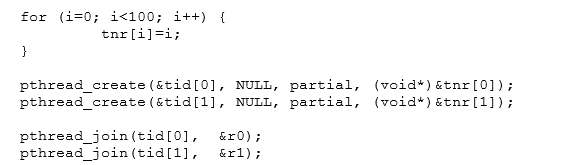 for (i=0; i<100; i++) {
tnr[i]=i;
}
pthread_create(&tid[0], NULL, partial, (void*)&tnr[0]);
pthread_create(&tid[1], NULL, partial, (void*)&tnr[1]);
pthread_join(tid[0], &r0);
pthread_join(tid[1], &r1);